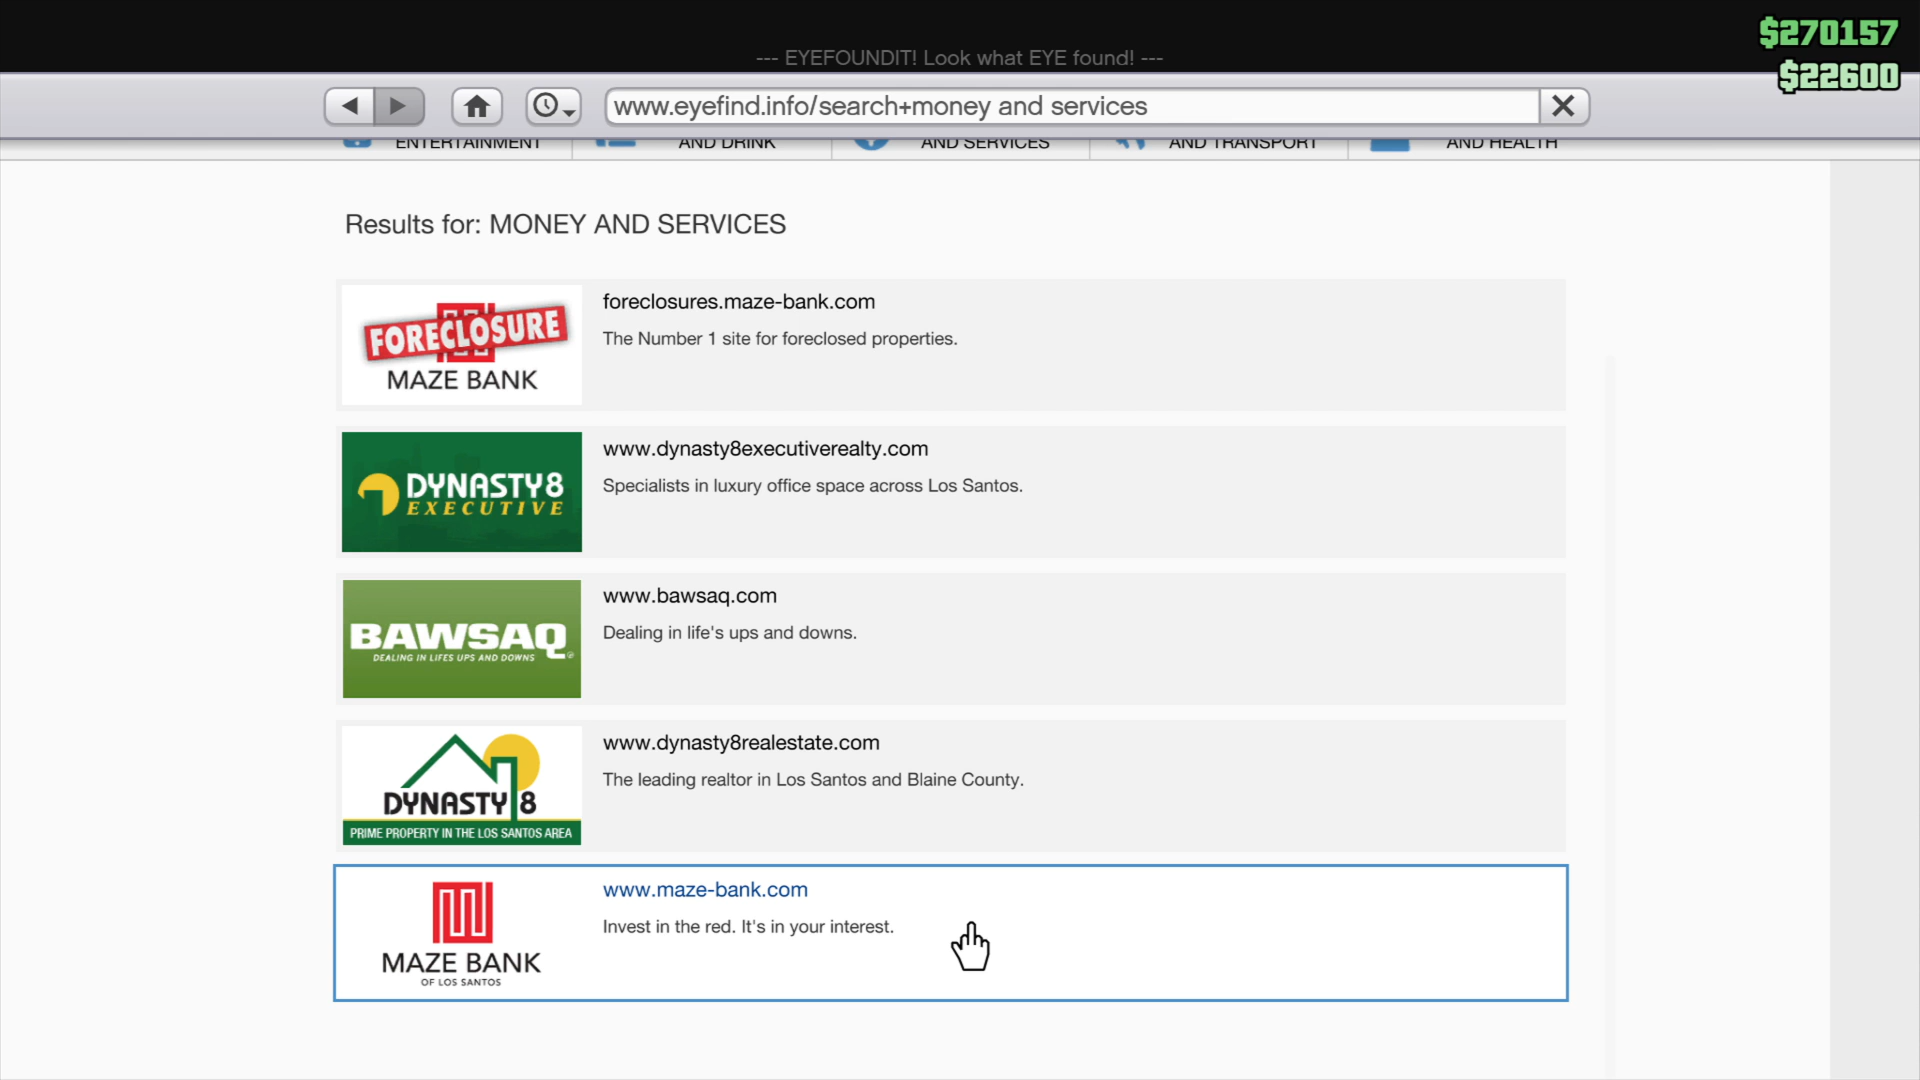 $270157
--- EYEFOUNDIT! Look what EYE found! ---
$22600
www.eyefind.info/search+money and services
ENTERTAINMENT
AND DRINK
AND SERVICES
AND TRANSPORT
AND HEALTH
Results for: MONEY AND SERVICES
FORECLOSURE
MAZE BANK
foreclosures.maze-bank.com
The Number 1 site for foreclosed properties.
DYNASTY8
EXECUTIVE
www.dynasty8executiverealty.com
Specialists in luxury office space across Los Santos.
BAWSAQ
DEALING IN LIFES UPS AND DOWNS
www.bawsaq.com
Dealing in life's ups and downs.
DYNASTY 8
PRIME PROPERTY IN THE LOS SANTOS AREA
www.dynasty8realestate.com
The leading realtor in Los Santos and Blaine County.
MAZE BANK
OF LOS SANTOS
www.maze-bank.com
Invest in the red. It's in your interest.